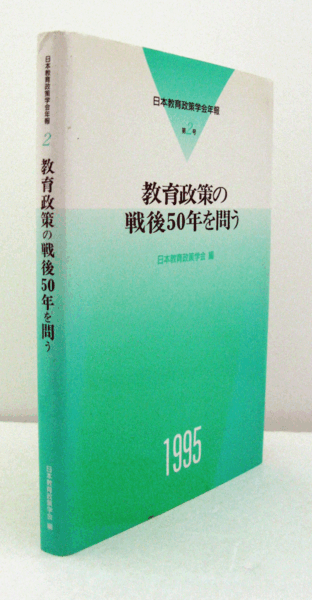 日本教育政策学会年報
2
教育政策の戦後50年を問う
日本教育政策学会 編
日本教育政策学会年報
第2号
教育政策の
戦後50年を問う
日本教育政策学会 編
1995